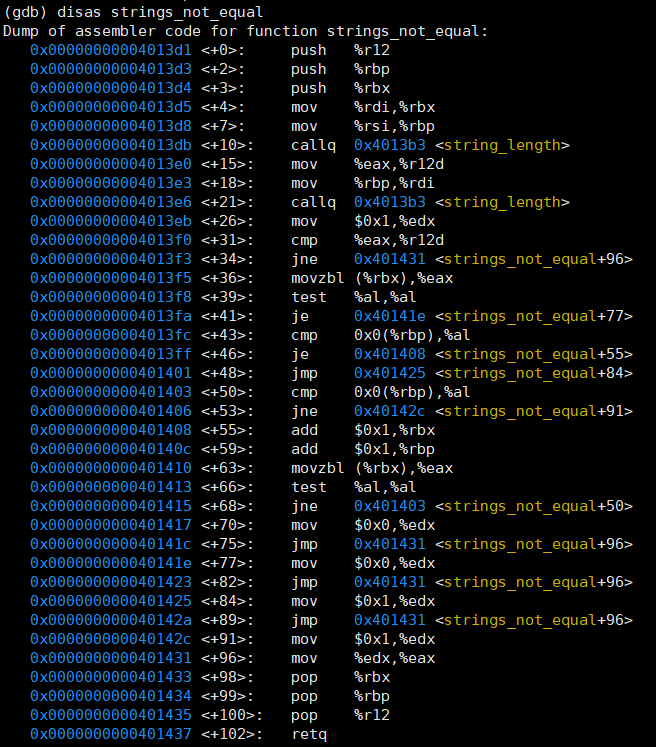 (gdb) disas strings_not_equal
Dump of assembler code for function strings_not_equal:
   0x00000000004013d1 <+0>:     push   %r12
   0x00000000004013d3 <+2>:     push   %rbp
   0x00000000004013d4 <+3>:     push   %rbx
   0x00000000004013d5 <+4>:     mov    %rdi,%rbx
   0x00000000004013d8 <+7>:     mov    %rsi,%rbp
   0x00000000004013db <+10>:    callq  0x4013b3 <string_length>
   0x00000000004013e0 <+15>:    mov    %eax,%r12d
   0x00000000004013e3 <+18>:    mov    %rbp,%rdi
   0x00000000004013e6 <+21>:    callq  0x4013b3 <string_length>
   0x00000000004013eb <+26>:    mov    $0x1,%edx
   0x00000000004013f0 <+31>:    cmp    %eax,%r12d
   0x00000000004013f3 <+34>:    jne    0x401431 <strings_not_equal+96>
   0x00000000004013f5 <+36>:    movzbl (%rbx),%eax
   0x00000000004013f8 <+39>:    test   %al,%al
   0x00000000004013fa <+41>:    je     0x40141e <strings_not_equal+77>
   0x00000000004013fc <+43>:    cmp    0x0(%rbp),%al
   0x00000000004013ff <+46>:    je     0x401408 <strings_not_equal+55>
   0x0000000000401401 <+48>:    jmp    0x401425 <strings_not_equal+84>
   0x0000000000401403 <+50>:    cmp    0x0(%rbp),%al
   0x0000000000401406 <+53>:    jne    0x40142c <strings_not_equal+91>
   0x0000000000401408 <+55>:    add    $0x1,%rbx
   0x000000000040140c <+59>:    add    $0x1,%rbp
   0x0000000000401410 <+63>:    movzbl (%rbx),%eax
   0x0000000000401413 <+66>:    test   %al,%al
   0x0000000000401415 <+68>:    jne    0x401403 <strings_not_equal+50>
   0x0000000000401417 <+70>:    mov    $0x0,%edx
   0x000000000040141c <+75>:    jmp    0x401431 <strings_not_equal+96>
   0x000000000040141e <+77>:    mov    $0x0,%edx
   0x0000000000401423 <+82>:    jmp    0x401431 <strings_not_equal+96>
   0x0000000000401425 <+84>:    mov    $0x1,%edx
   0x000000000040142a <+89>:    jmp    0x401431 <strings_not_equal+96>
   0x000000000040142c <+91>:    mov    $0x1,%edx
   0x0000000000401431 <+96>:    mov    %edx,%eax
   0x0000000000401433 <+98>:    pop    %rbx
   0x0000000000401434 <+99>:    pop    %rbp
   0x0000000000401435 <+100>:   pop    %r12
   0x0000000000401437 <+102>:   retq